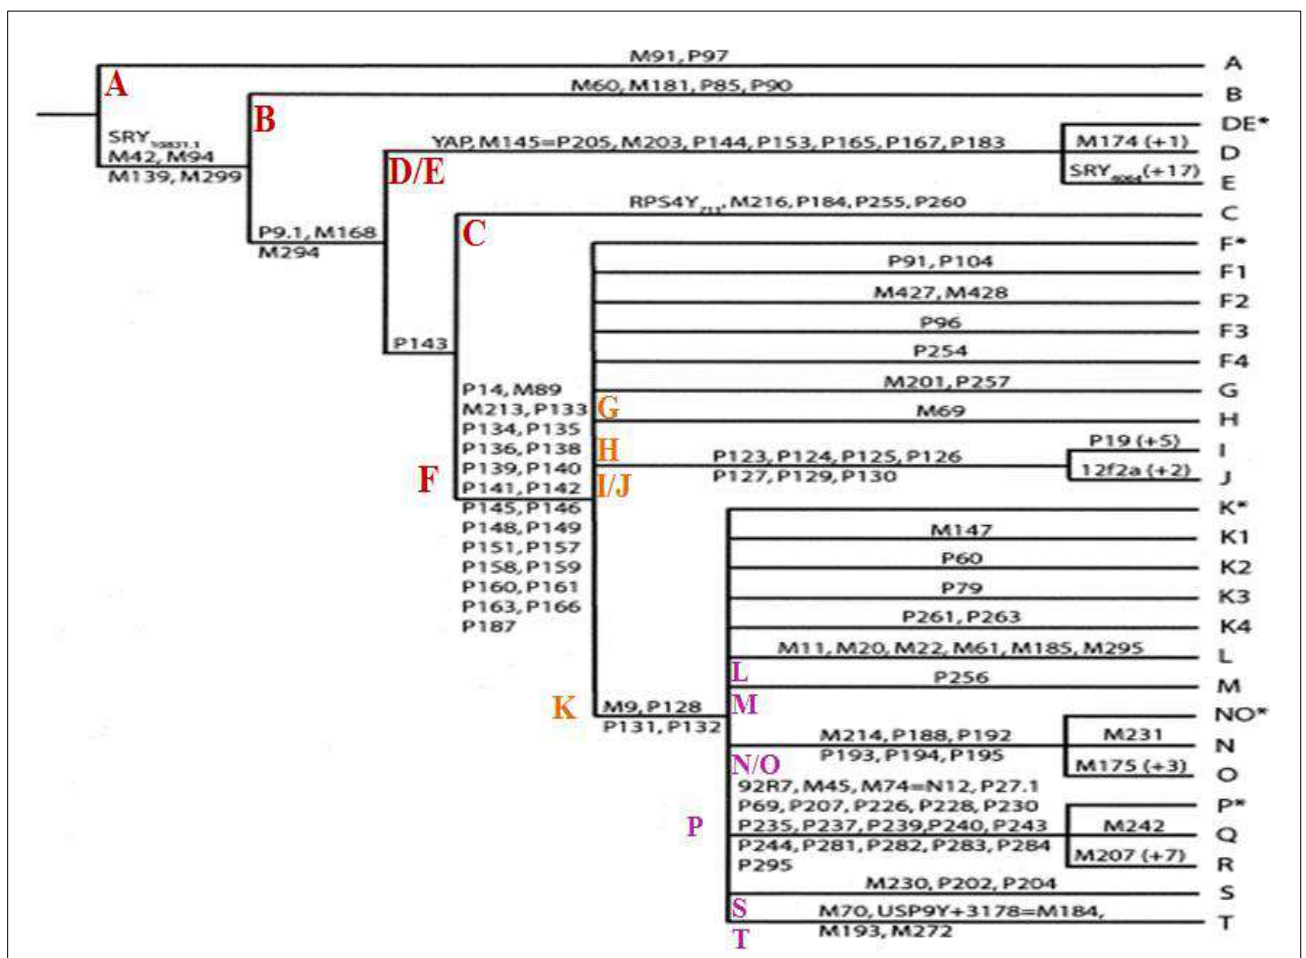 M91, P97
A
A
M60, M181, P85, P90
B
B
DE*
SRY10831.1
M42, M94
M139, M299
YAP, M145=P205, M203, P144, P153, P165, P167, P183
M174 (+1)
D
D/E
SRY4064(+17)
E
RPS4Y711, M216, P184, P255, P260
C
C
P9.1, M168
M294
F*
P91, P104
F1
M427, M428
F2
P96
F3
P143
P254
F4
M201, P257
G
P14, M89
M213, P133
P134, P135
P136, P138
P139, P140
P141, P142
P145, P146
P148, P149
P151, P157
P158, P159
P160, P161
P163, P166
P187
F
G
M69
H
H
I/J
P123, P124, P125, P126
P127, P129, P130
P19 (+5)
I
12f2a (+2)
J
K*
M147
K1
P60
K2
P79
K3
P261, P263
K4
M11, M20, M22, M61, M185, M295
L
L
P256
M
M
K
M9, P128
P131, P132
NO*
M214, P188, P192
P193, P194, P195
M231
N
M175 (+3)
O
N/O
92R7, M45, M74=N12, P27.1
P69, P207, P226, P228, P230
P235, P237, P239,P240, P243
P244, P281, P282, P283, P284
P295
P
P*
M242
Q
M207 (+7)
R
M230, P202, P204
S
S
M70, USP9Y+3178=M184,
M193, M272
T
T